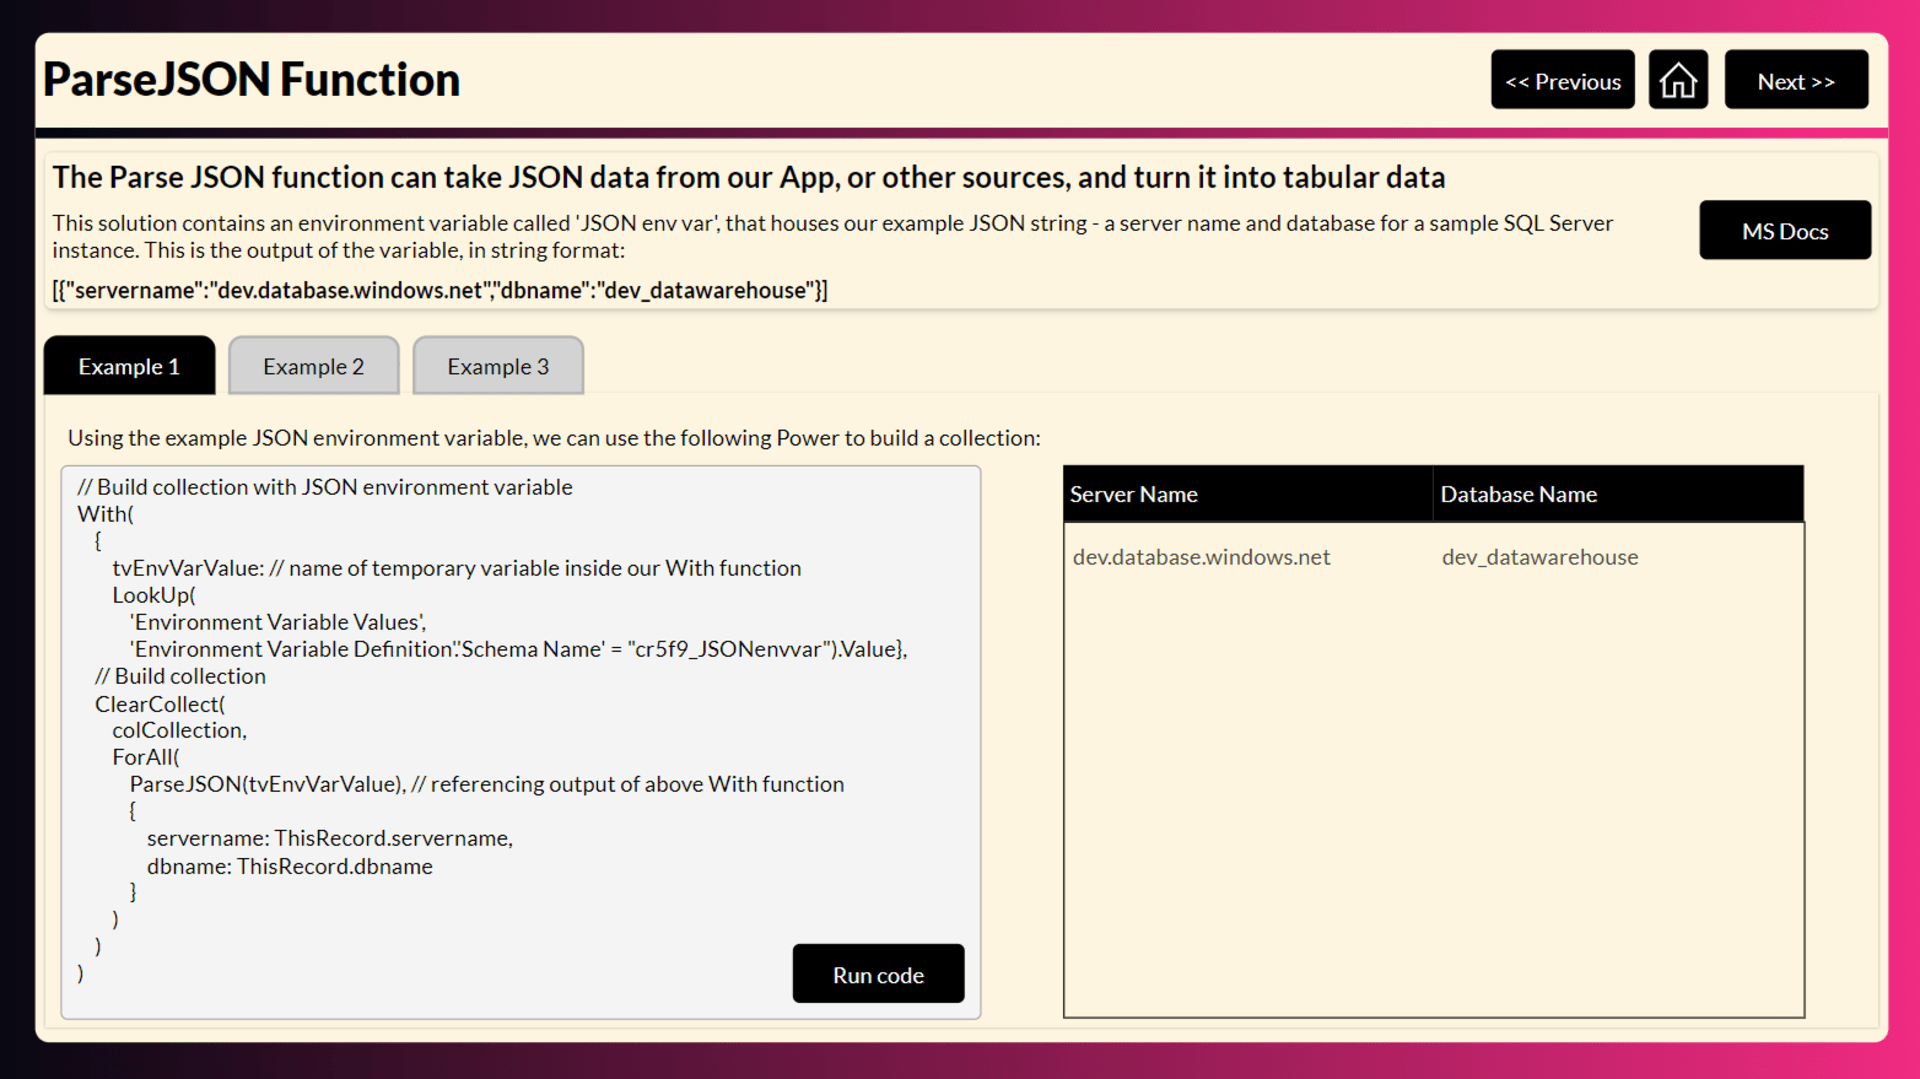 ParseJSON Function
<< Previous
Next >>
The Parse JSON function can take JSON data from our App, or other sources, and turn it into tabular data
This solution contains an environment variable called 'JSON env var', that houses our example JSON string - a server name and database for a sample SQL Server
instance. This is the output of the variable, in string format:
[{"servername":"dev.database.windows.net","dbname":"dev_datawarehouse"}]
MS Docs
Example 1
Example 2
Example 3
Using the example JSON environment variable, we can use the following Power to build a collection:
// Build collection with JSON environment variable
With(
{
tvEnvVarValue: // name of temporary variable inside our With function
LookUp(
'Environment Variable Values',
'Environment Variable Definition'.'Schema Name' = "cr5f9_JSONenvvar").Value},
// Build collection
ClearCollect(
colCollection,
ForAll(
ParseJSON(tvEnvVarValue), // referencing output of above With function
{
servername: ThisRecord.servername,
dbname: ThisRecord.dbname
}
)
)
)
Run code
Server Name
Database Name
dev.database.windows.net
dev_datawarehouse